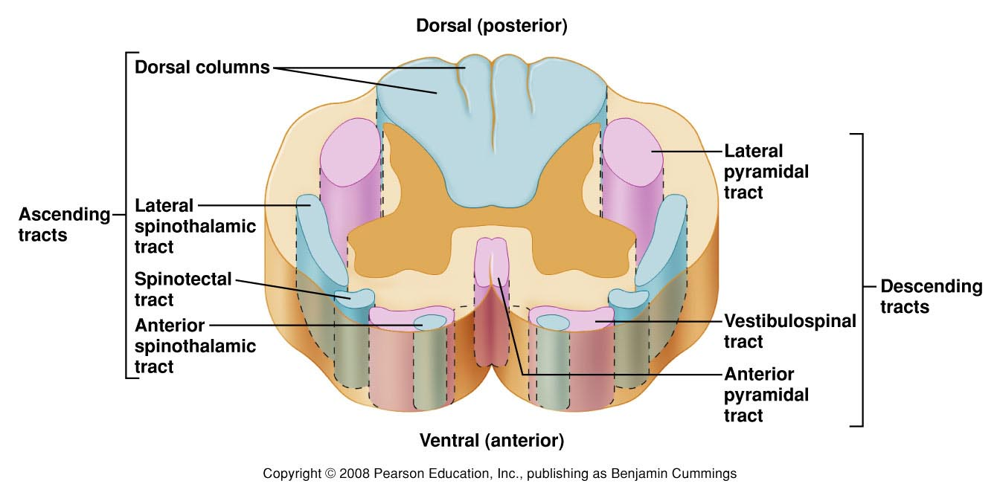 Dorsal (posterior)
Dorsal columns
Ascending
tracts
Lateral
spinothalamic
tract
Spinotectal
tract
Anterior
spinothalamic
tract
Lateral
pyramidal
tract
Descending
tracts
Vestibulospinal
tract
Anterior
pyramidal
tract
Ventral (anterior)
Copyright © 2008 Pearson Education, Inc., publishing as Benjamin Cummings